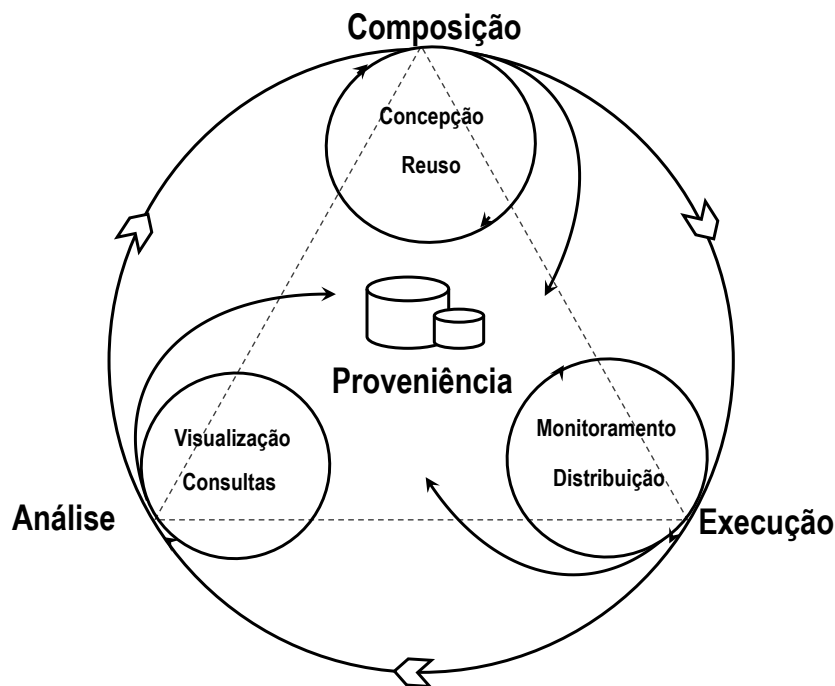 Composição
Concepção
Reuso
Proveniência
Visualização
Consultas
Monitoramento
Distribuição
Análise
Execução